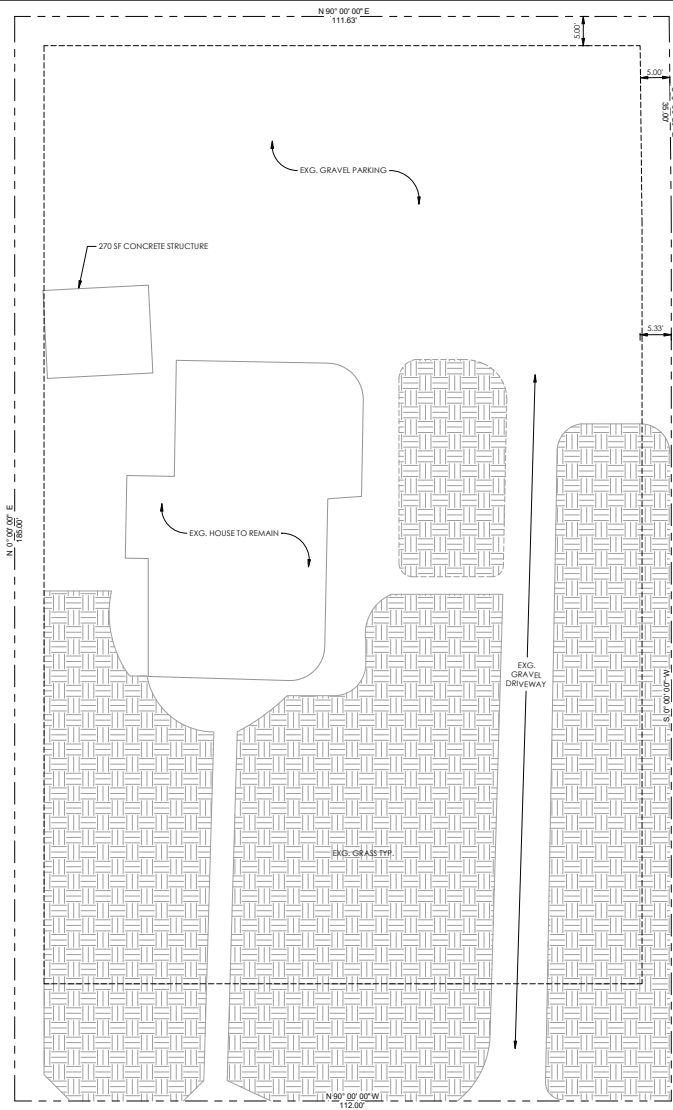 N 90° 00' 00" E
111.63'
5.00'
5.00'
35.00'
EXG. GRAVEL PARKING
270 SF CONCRETE STRUCTURE
5.33'
N 0° 00' 00" E
185.00'
EXG. HOUSE TO REMAIN
EXG.
GRAVEL
DRIVEWAY
S 0° 00' 00" W
EXG. GRASS TYP.
N 90° 00' 00" W
112.00'